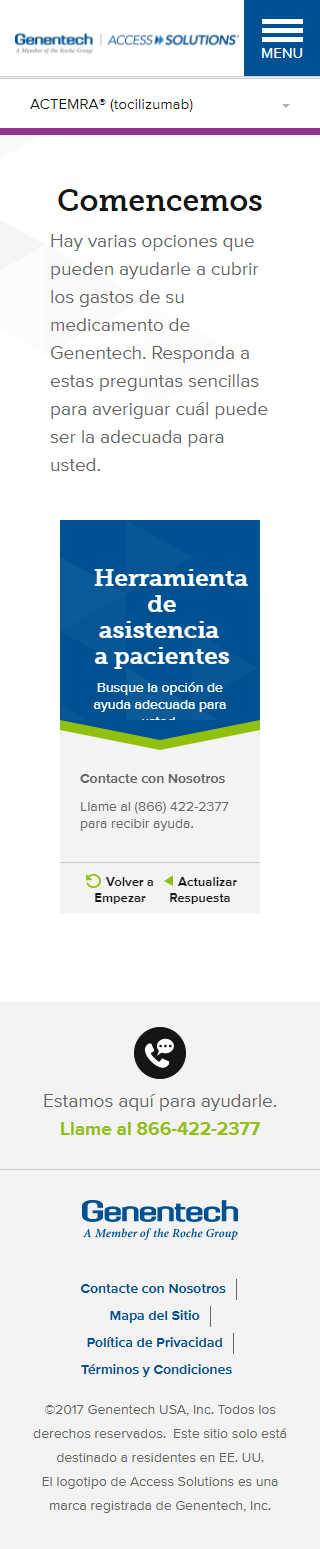 Genentech
A Member of the Roche Group
ACCESS SOLUTIONS®
MENU
ACTEMRA® (tocilizumab)
Comencemos
Hay varias opciones que
pueden ayudarle a cubrir
los gastos de su
medicamento de
Genentech. Responda a
estas preguntas sencillas
para averiguar cuál puede
ser la adecuada para
usted.
Herramienta
de
asistencia
a pacientes
Busque la opción de
ayuda adecuada para
usted
Contacte con Nosotros
Llame al (866) 422-2377
para recibir ayuda.
Volver a
Empezar
Actualizar
Respuesta
Estamos aquí para ayudarle.
Llame al 866-422-2377
Genentech
A Member of the Roche Group
Contacte con Nosotros
Mapa del Sitio
Política de Privacidad
Términos y Condiciones
©2017 Genentech USA, Inc. Todos los
derechos reservados. Este sitio solo está
destinado a residentes en EE. UU.
El logotipo de Access Solutions es una
marca registrada de Genentech, Inc.